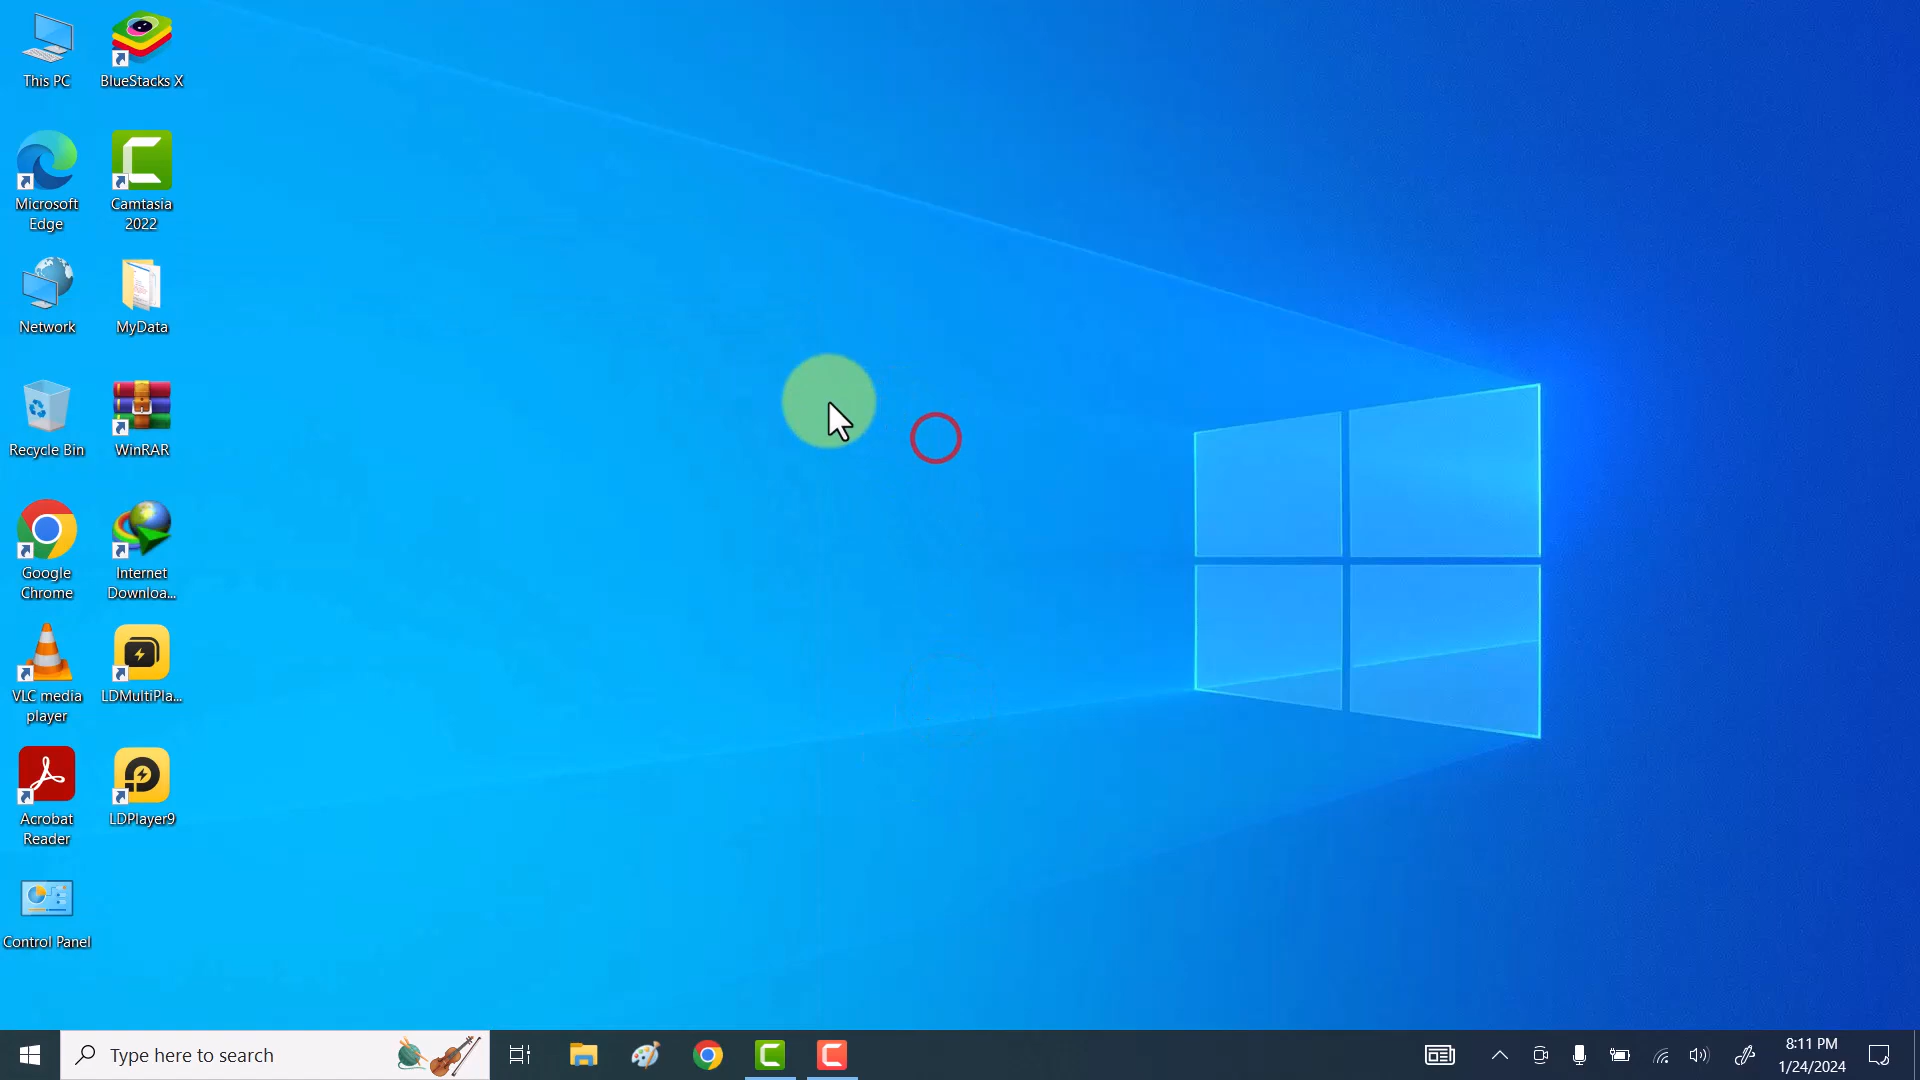 This PC
BlueStacks X
Microsoft
Edge
Camtasia
2022
Network
MyData
Recycle Bin
WinRAR
Google
Chrome
Internet
Downloa...
VLC media
player
LDMultiPla...
Acrobat
Reader
LDPlayer9
Control Panel
Type here to search
8:11 PM
1/24/2024